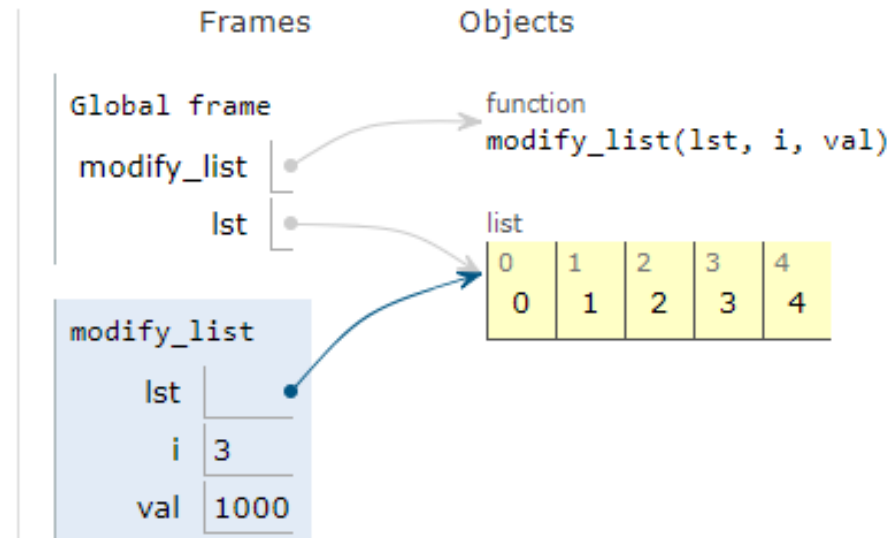 Frames Objects
Global frame
modify_list
lst
function
modify_list(lst, i, val)
list
0 1 2 3 4
0 1 2 3 4
modify_list
lst
i 3
val 1000